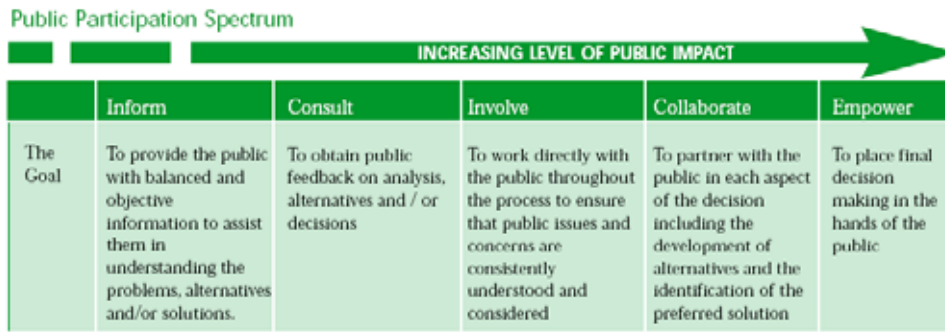 Public Participation Spectrum
INCREASING LEVEL OF PUBLIC IMPACT
Inform
Consult
Involve
Collaborate
Empower
The
Goal
To provide the public
with balanced and
objective
information to assist
them in
understanding the
problems, alternatives
and/or solutions.
To obtain public
feedback on analysis,
alternatives and / or
decisions
To work directly with
the public throughout
the process to ensure
that public issues and
concerns are
consistently
understood and
considered
To partner with the
public in each aspect
of the decision
including the
development of
alternatives and the
identification of the
preferred solution
To place final
decision
making in the
hands of the
public